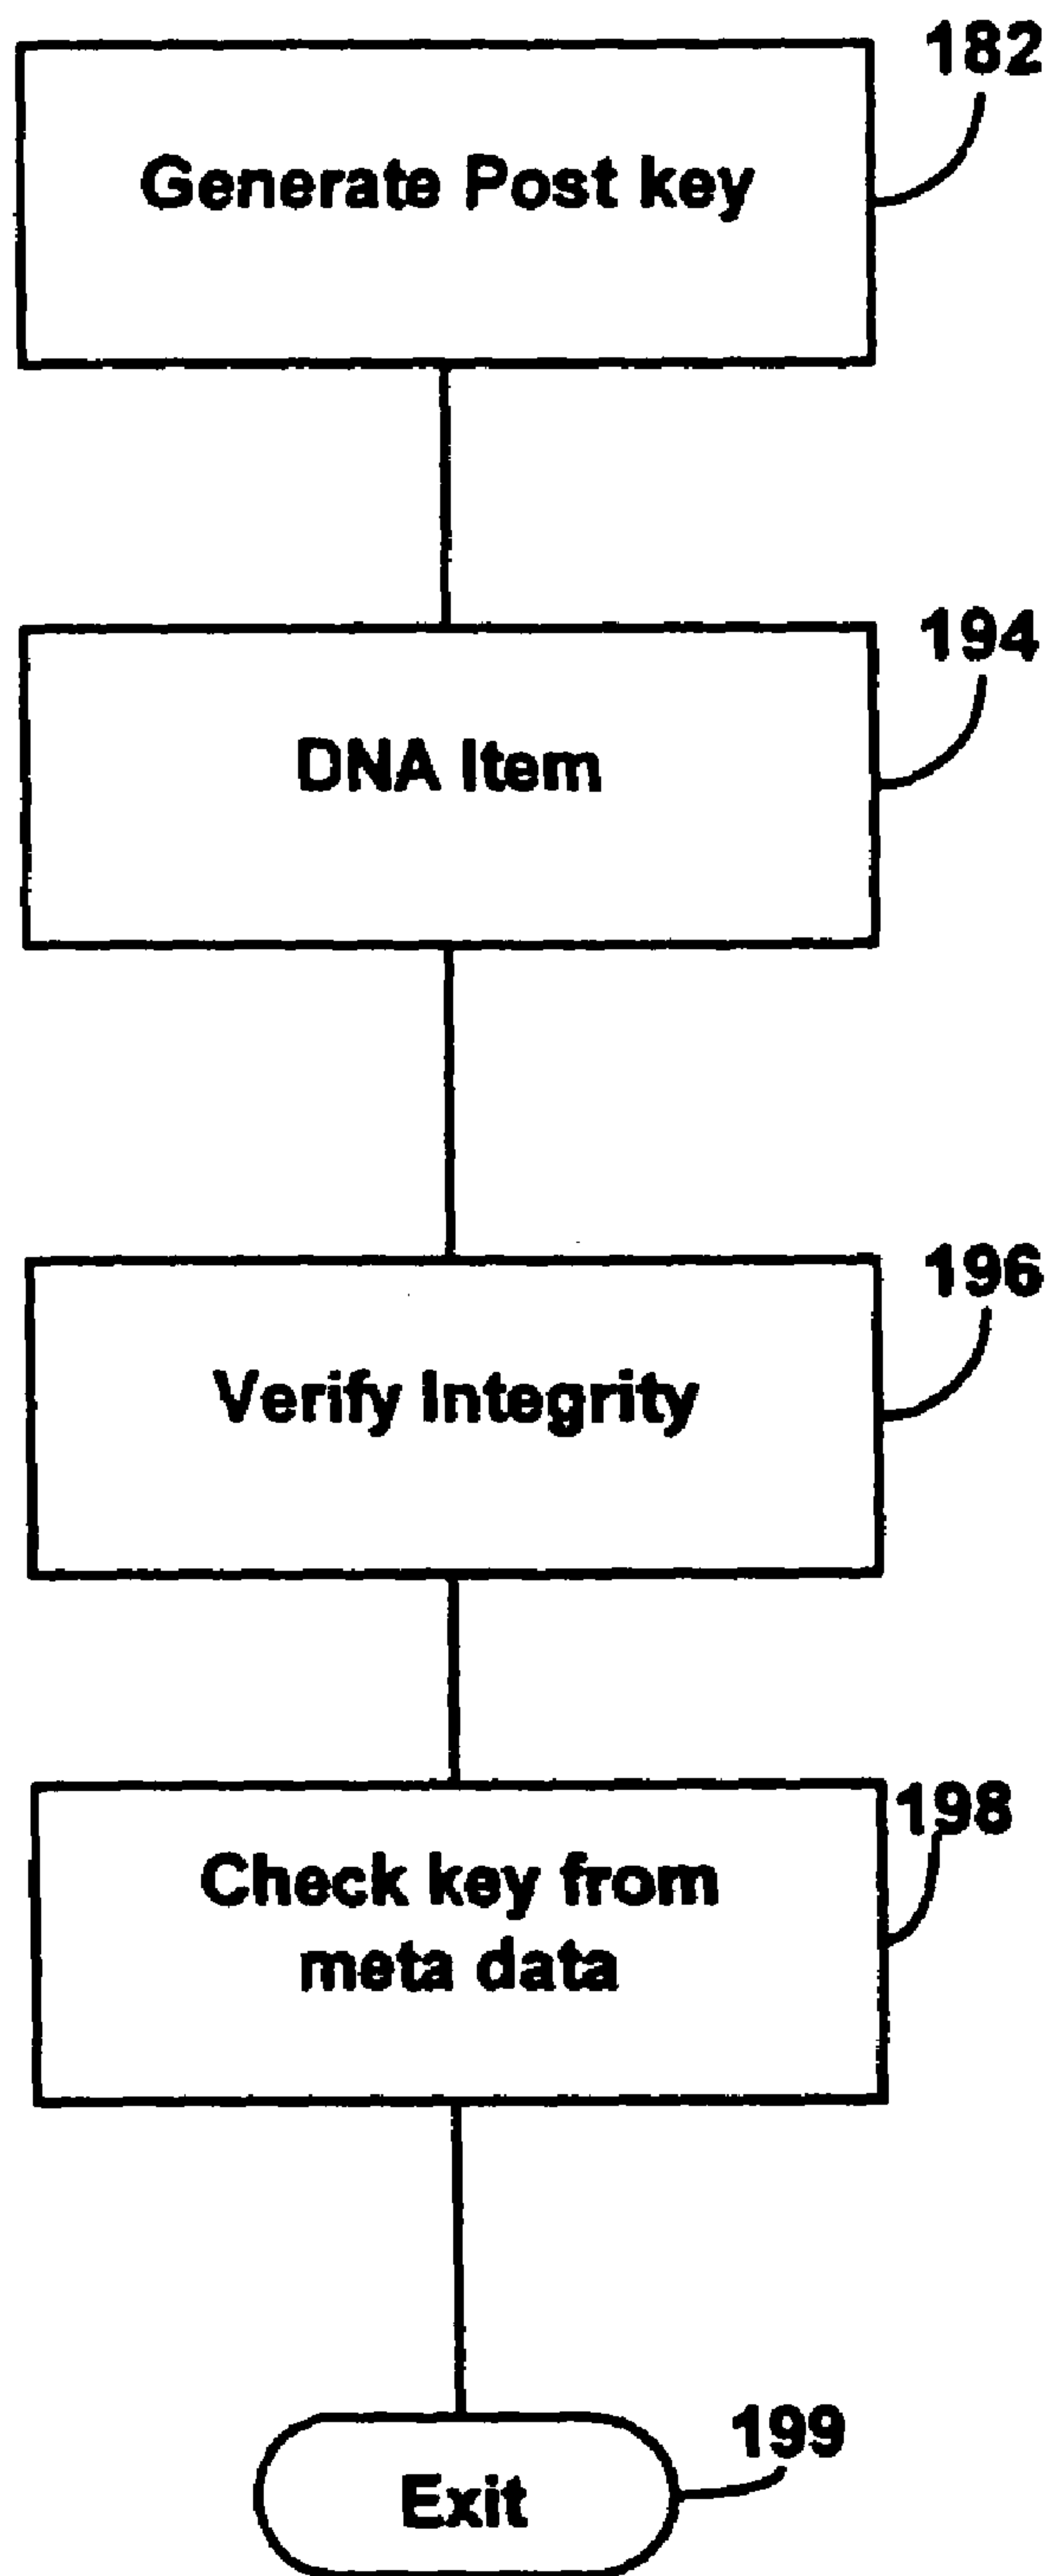 182
Generate Post key
194
DNA Item
196
Verify Integrity
198
Check key from
meta data
199
Exit